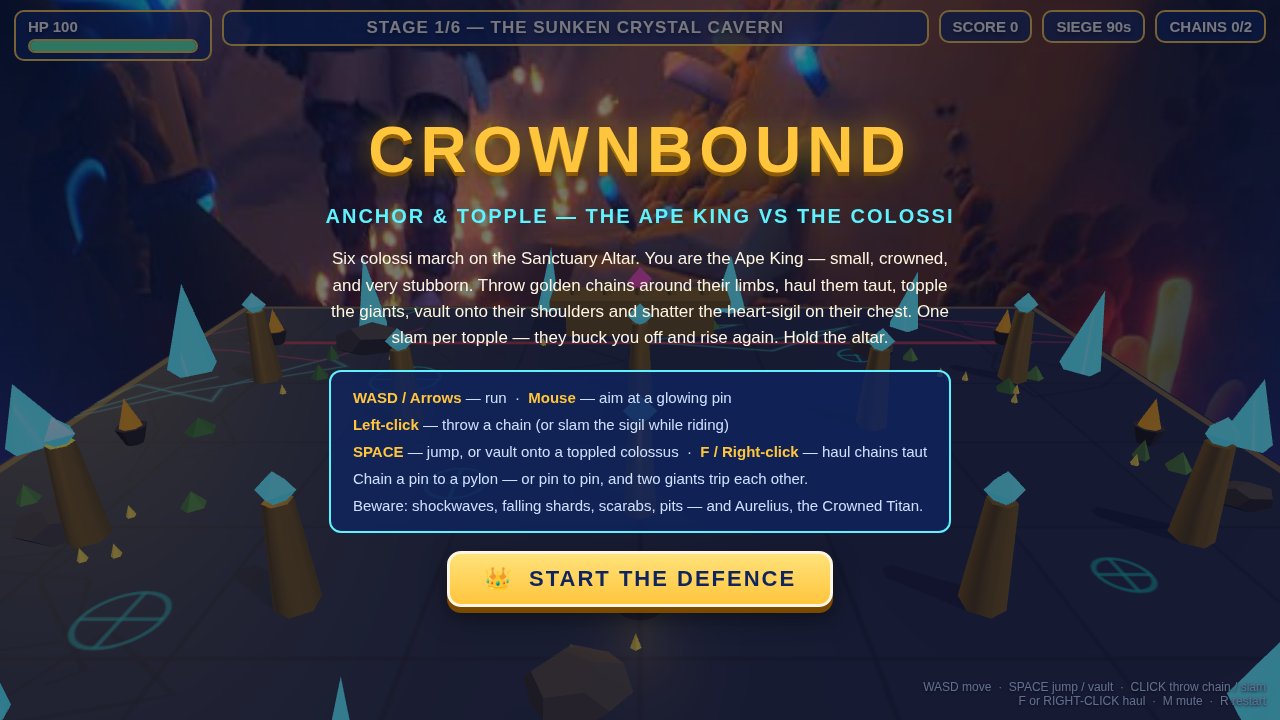 HP 100
STAGE 1/6 — THE SUNKEN CRYSTAL CAVERN
SCORE 0
SIEGE 90s
CHAINS 0/2
CROWNBOUND
ANCHOR & TOPPLE — THE APE KING VS THE COLOSSI
Six colossi march on the Sanctuary Altar. You are the Ape King — small, crowned,
and very stubborn. Throw golden chains around their limbs, haul them taut, topple
the giants, vault onto their shoulders and shatter the heart-sigil on their chest. One
slam per topple — they buck you off and rise again. Hold the altar.
WASD / Arrows — run · Mouse — aim at a glowing pin
Left-click — throw a chain (or slam the sigil while riding)
SPACE — jump, or vault onto a toppled colossus · F / Right-click — haul chains taut
Chain a pin to a pylon — or pin to pin, and two giants trip each other.
Beware: shockwaves, falling shards, scarabs, pits — and Aurelius, the Crowned Titan.
👑 START THE DEFENCE
WASD move · SPACE jump / vault · CLICK throw chain / slam
F or RIGHT-CLICK haul · M mute · R restart